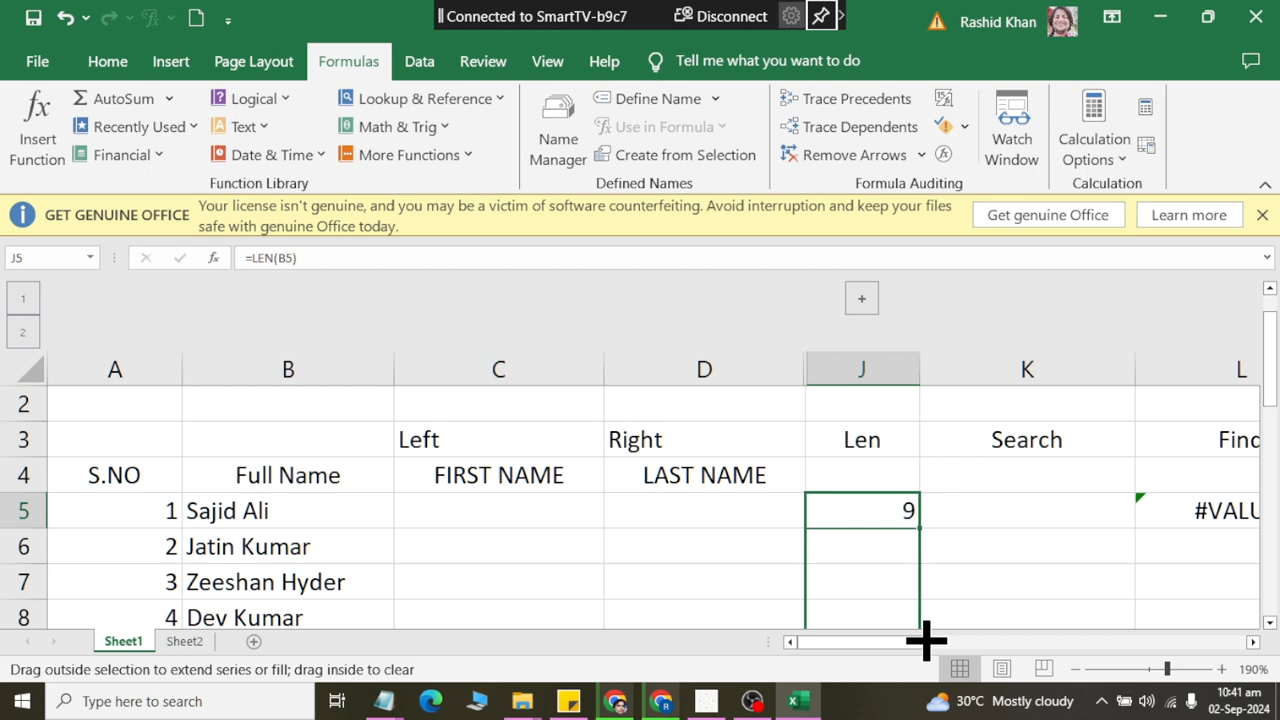 Connected to SmartTV-b9c7 Disconnect
Rashid Khan
File Home Insert Page Layout Formulas Data Review View Help Tell me what you want to do
fx Insert Function
Σ AutoSum
Recently Used
Financial
Logical
Text
Date & Time
Lookup & Reference
Math & Trig
More Functions
Function Library
Name Manager
Define Name
Use in Formula
Create from Selection
Defined Names
Trace Precedents
Trace Dependents
Remove Arrows
Watch Window
Formula Auditing
Calculation Options
Calculation
GET GENUINE OFFICE Your license isn't genuine, and you may be a victim of software counterfeiting. Avoid interruption and keep your files
safe with genuine Office today.
Get genuine Office Learn more
J5 fx =LEN(B5)
1
2
+
A B C D J K L
2
3 Left Right Len Search Find
4 S.NO Full Name FIRST NAME LAST NAME
5 1 Sajid Ali 9 #VALU
6 2 Jatin Kumar
7 3 Zeeshan Hyder
8 4 Dev Kumar
Sheet1 Sheet2
Drag outside selection to extend series or fill; drag inside to clear 190%
Type here to search 30°C Mostly cloudy 10:41 am
02-Sep-2024